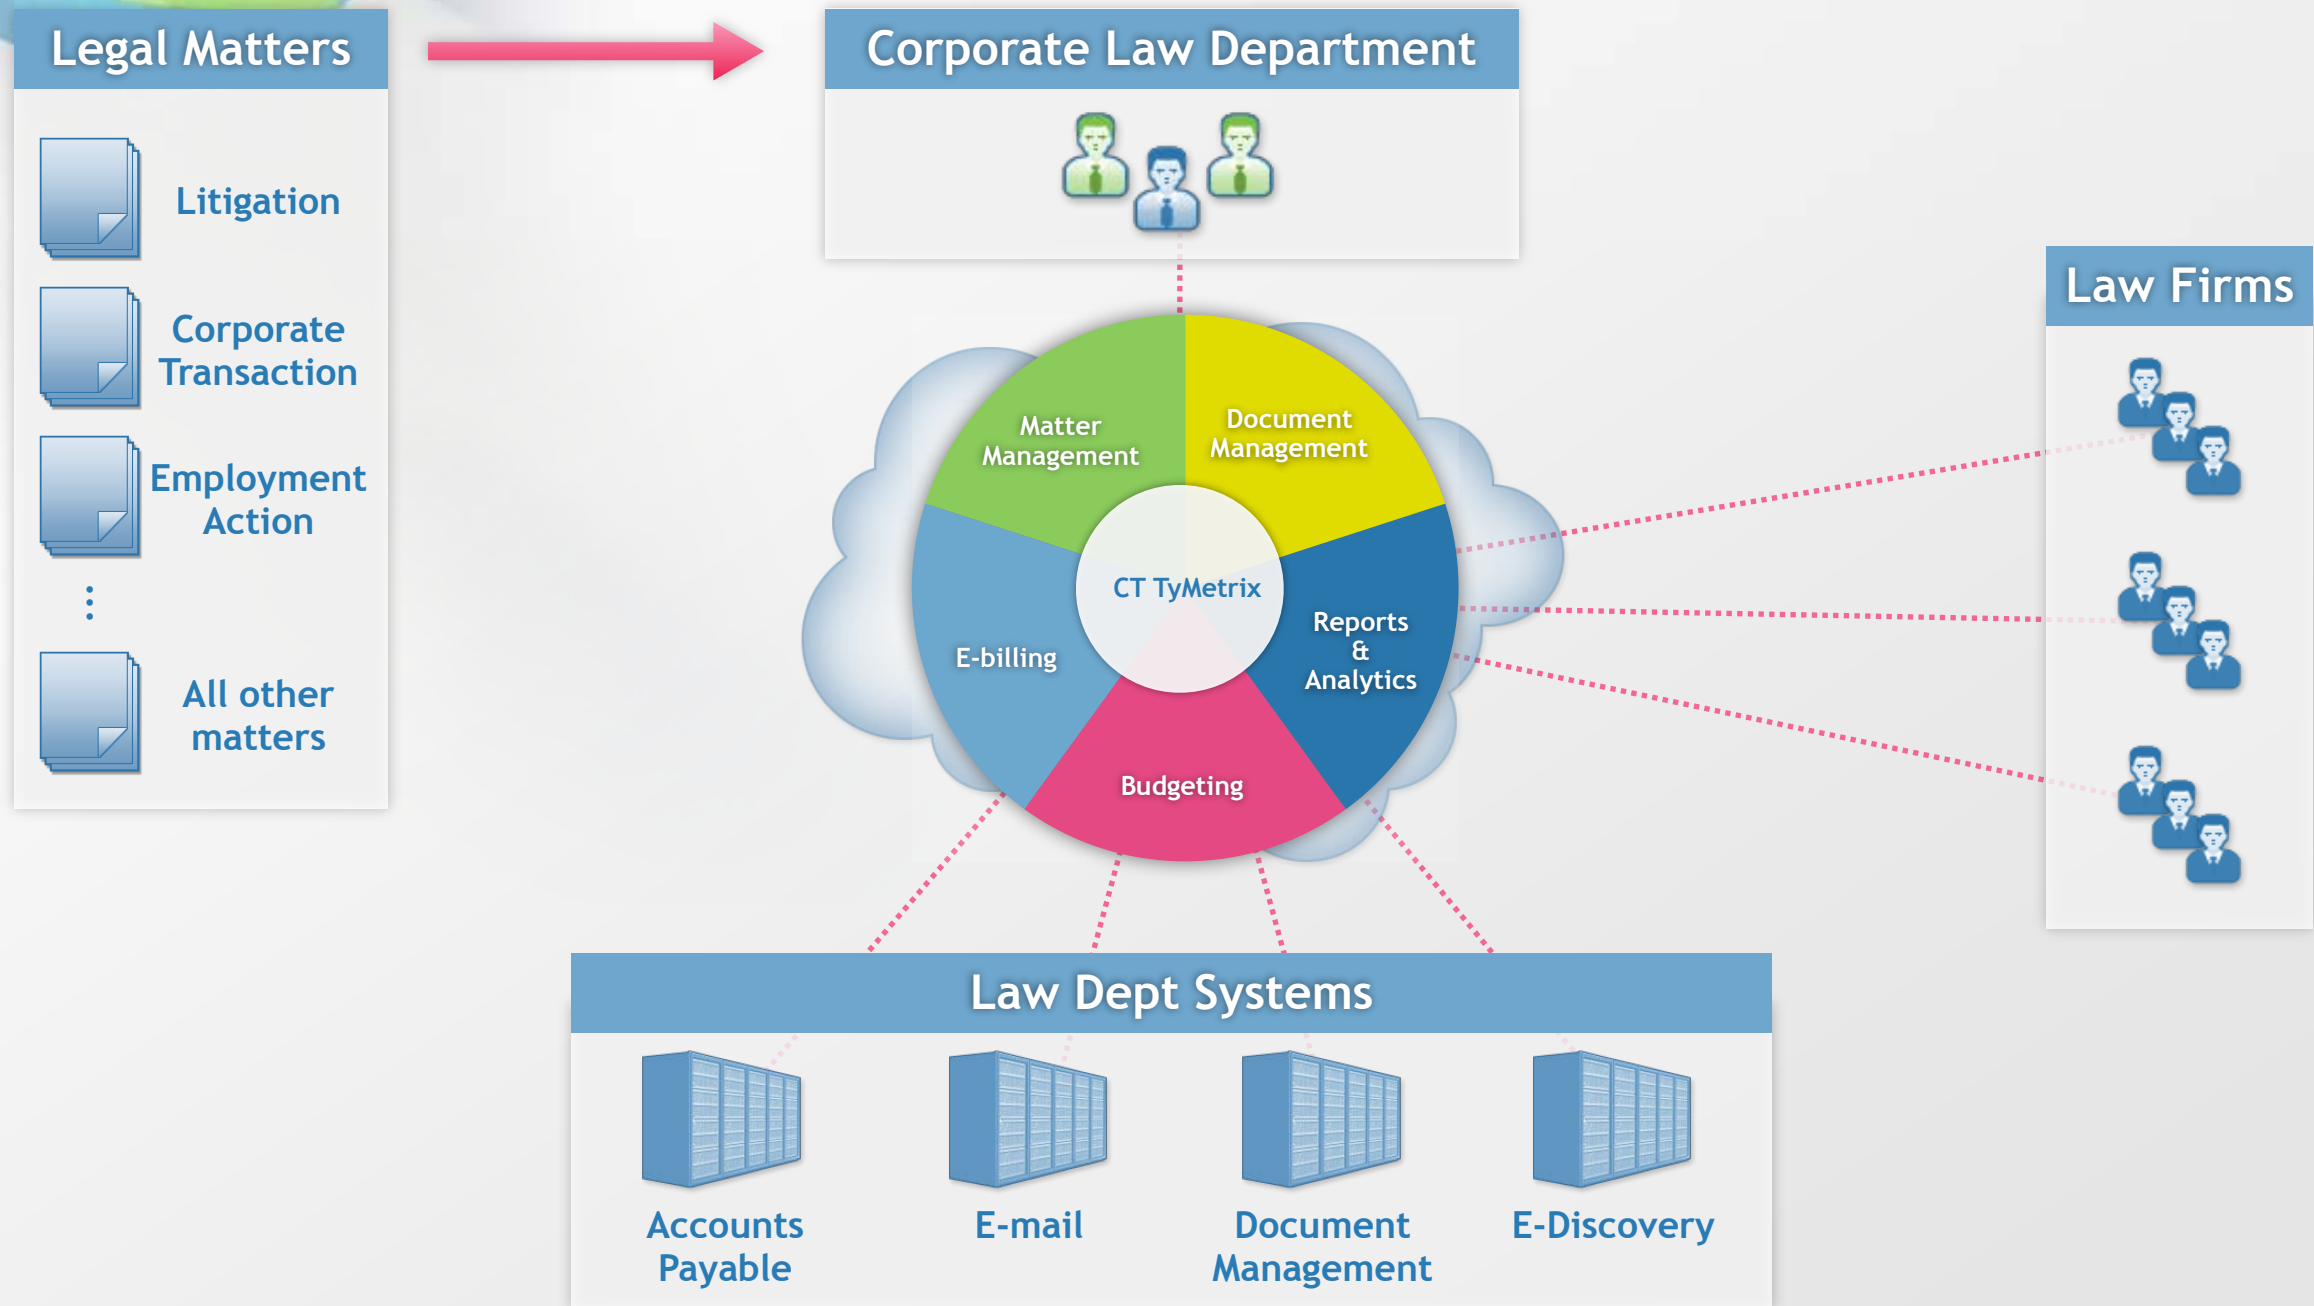 Legal Matters
Litigation
Corporate
Transaction
Employment
Action
All other
matters
Corporate Law Department
Matter
Management
Document
Management
CT TyMetrix
E-billing
Reports
&
Analytics
Budgeting
Law Firms
Law Dept Systems
Accounts
Payable
E-mail
Document
Management
E-Discovery